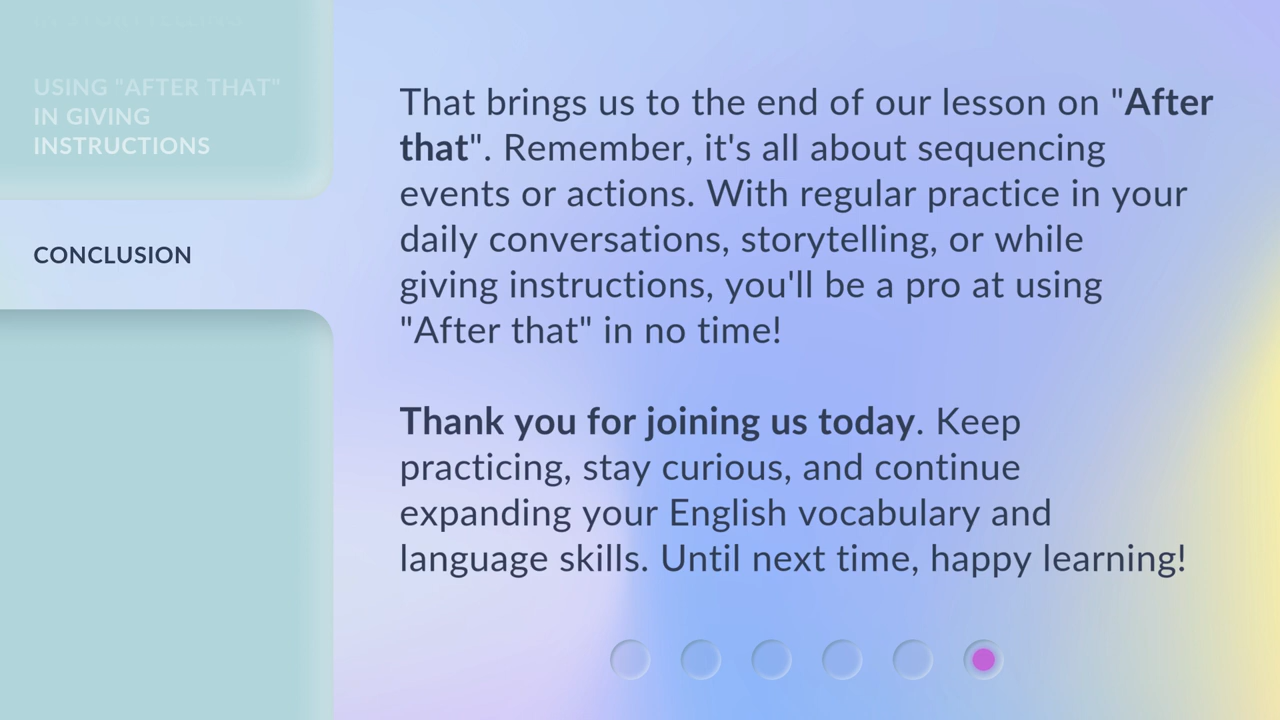 USING "AFTER THAT"
IN GIVING
INSTRUCTIONS
CONCLUSION
That brings us to the end of our lesson on "After
that". Remember, it's all about sequencing
events or actions. With regular practice in your
daily conversations, storytelling, or while
giving instructions, you'll be a pro at using
"After that" in no time!
Thank you for joining us today. Keep
practicing, stay curious, and continue
expanding your English vocabulary and
language skills. Until next time, happy learning!